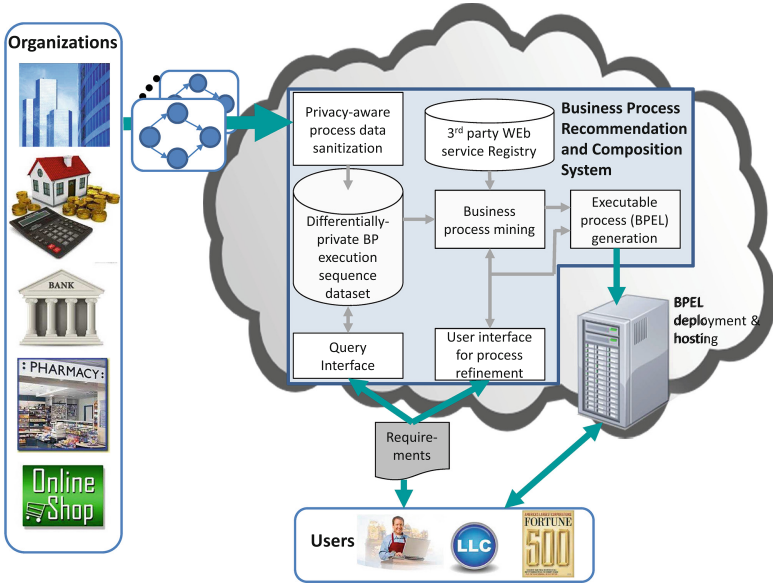 Organizations
BANK
PHARMACY
Online
Shop
Privacy-aware
process data
sanitization
3rd party WEb
service Registry
Business Process
Recommendation
and Composition
System
Differentially-
private BP
execution
sequence
dataset
Business
process mining
Executable
process (BPEL)
generation
Query
Interface
User interface
for process
refinement
BPEL
deployment &
hosting
Require-
ments
Users
LLC
FORTUNE
500